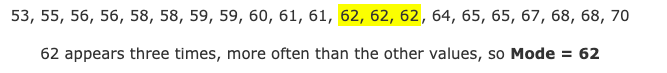 53, 55, 56, 56, 58, 58, 59, 59, 60, 61, 61, 62, 62, 62, 64, 65, 65, 67, 68, 68, 70
62 appears three times, more often than the other values, so Mode = 62